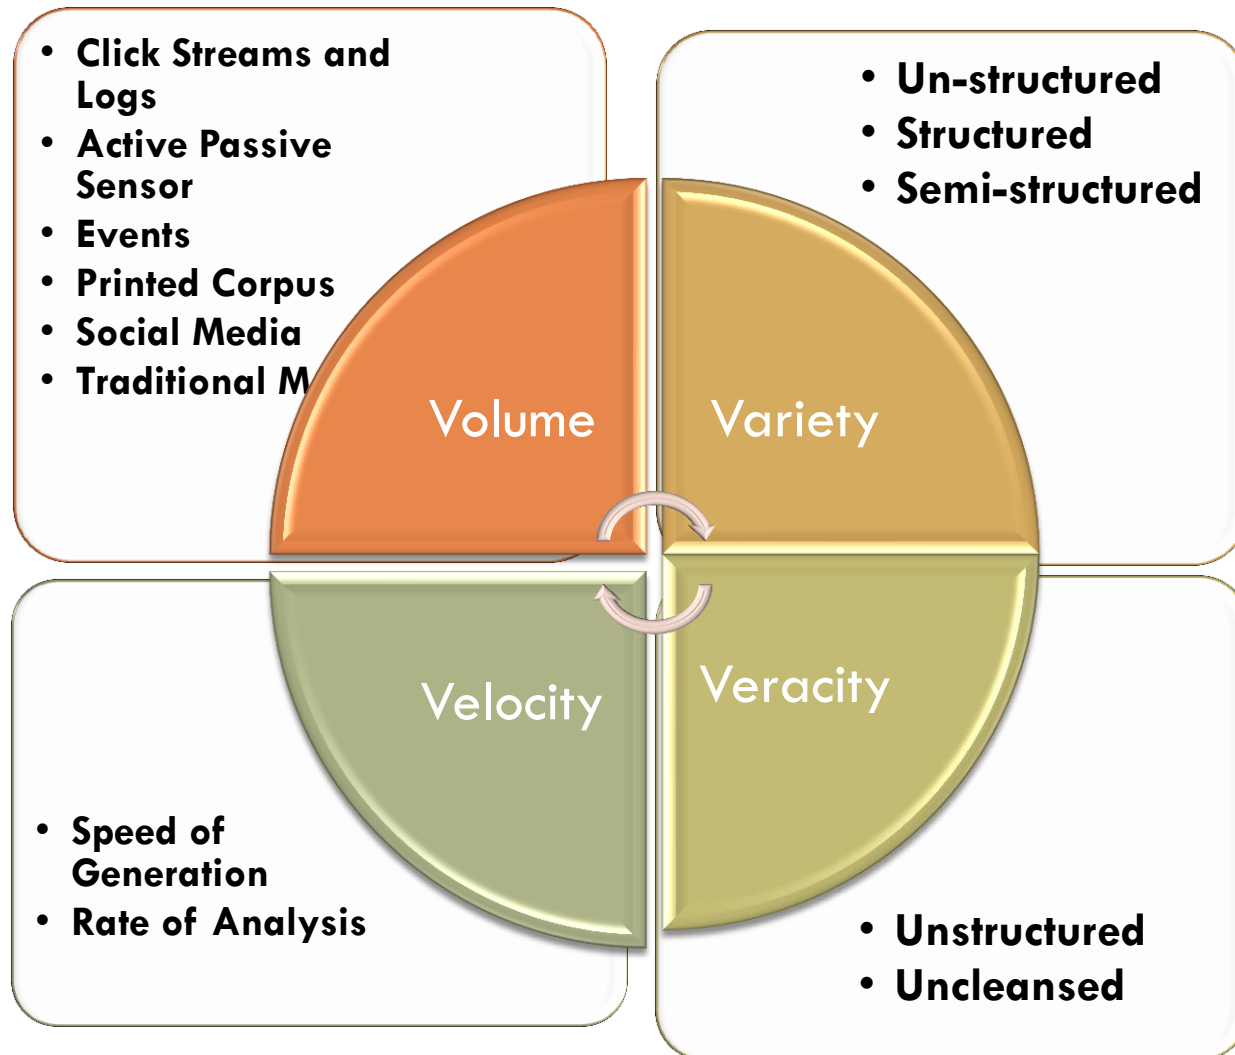 • Click Streams and
Logs
• Active Passive
Sensor
• Events
• Printed Corpus
• Social Media
• Traditional
Volume
• Un-structured
• Structured
• Semi-structured
Variety
Velocity
• Speed of
Generation
• Rate of Analysis
Veracity
• Unstructured
• Uncleansed